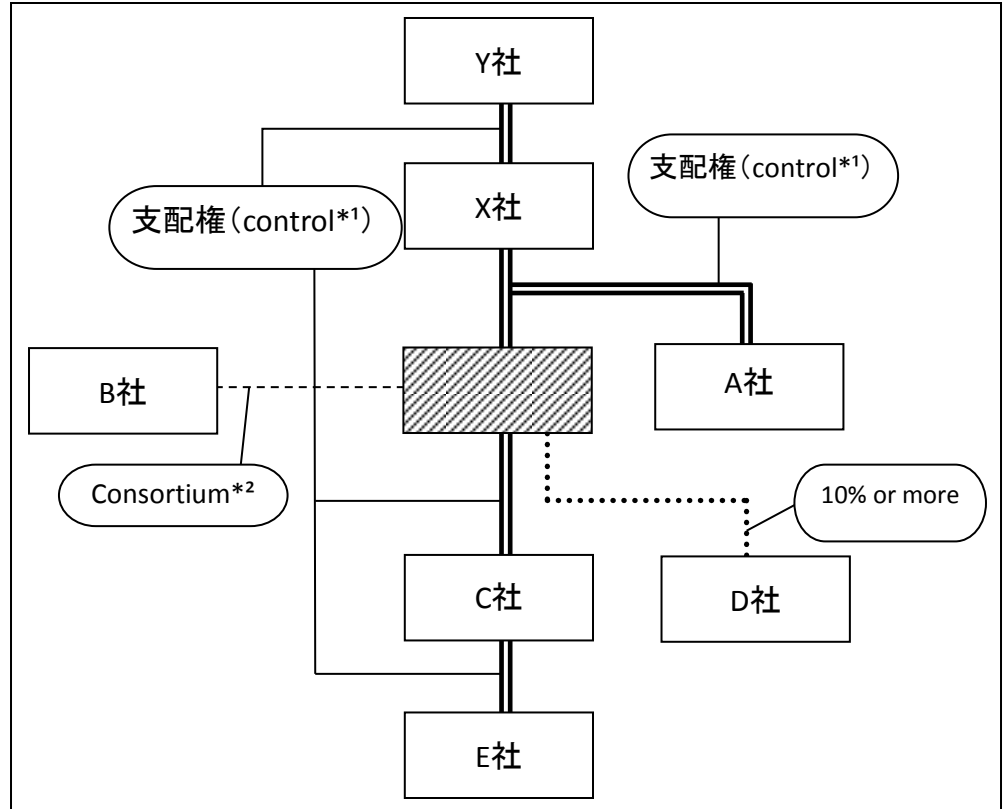 Y社
支配権(control*¹)
X社
支配権(control*¹)
B社
A社
Consortium*²
10% or more
C社
D社
E社